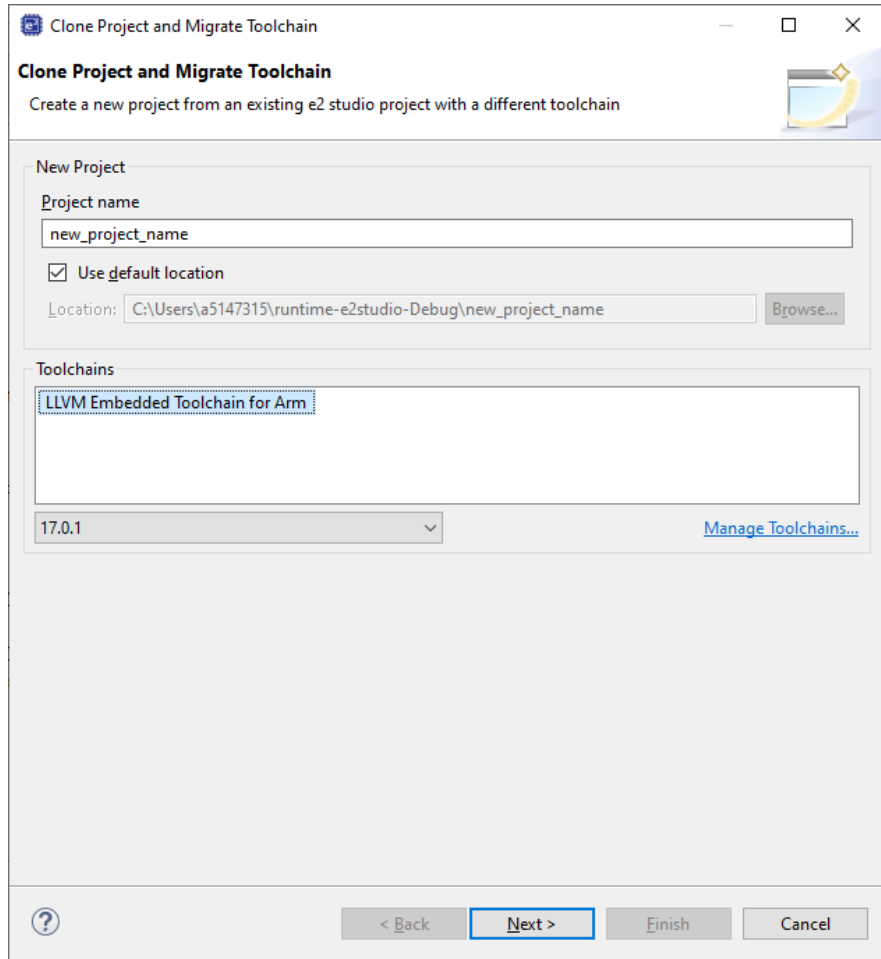 Clone Project and Migrate Toolchain
Clone Project and Migrate Toolchain
Create a new project from an existing e2 studio project with a different toolchain
New Project
Project name
new_project_name
Use default location
Location: C:\Users\a5147315\runtime-e2studio-Debug\new_project_name Browse...
Toolchains
LLVM Embedded Toolchain for Arm
17.0.1 Manage Toolchains...
? < Back Next > Finish Cancel